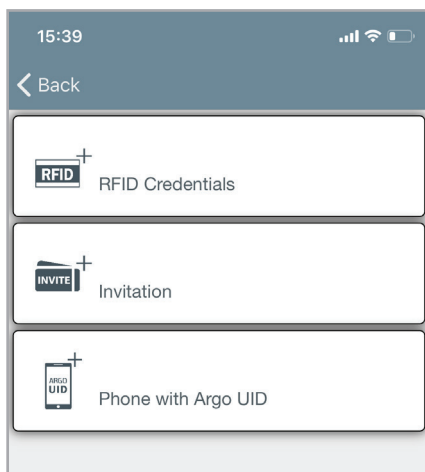 15:39
Back
RFID
RFID Credentials
INVITE
Invitation
ARGO
UID
Phone with Argo UID